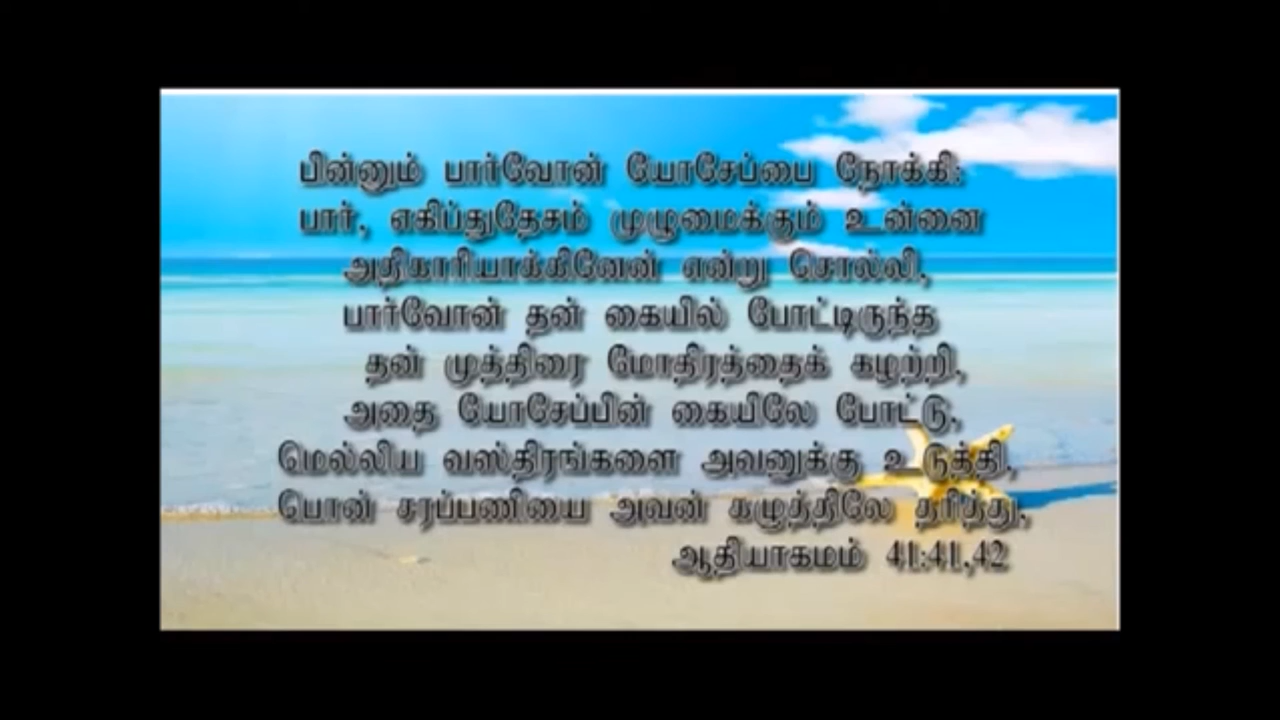 பின்னும் பார்வோன் யோசேப்பை நோக்கி:
பார், எகிப்துதேசம் முழுமைக்கும் உன்னை
அதிகாரியாக்கினேன் என்று சொல்லி,
பார்வோன் தன் கையில் போட்டிருந்த
தன் முத்திரை மோதிரத்தைக் கழற்றி,
அதை யோசேப்பின் கையிலே போட்டு,
மெல்லிய வஸ்திரங்களை அவனுக்கு உடுத்தி,
பொன் சரப்பணியை அவன் கழுத்திலே தரித்து,
ஆதியாகமம் 41:41,42